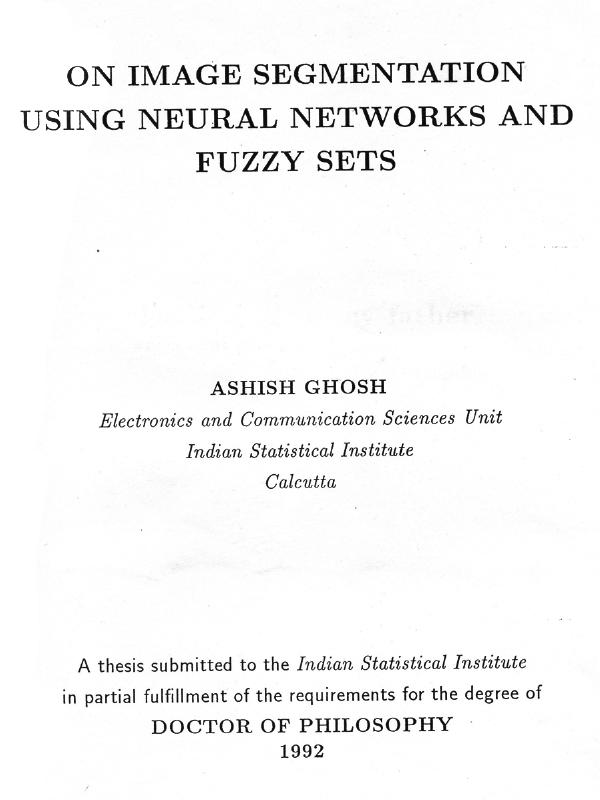 ON IMAGE SEGMENTATION
USING NEURAL NETWORKS AND
FUZZY SETS
ASHISH GHOSH
Electronics and Communication Sciences Unit
Indian Statistical Institute
Calcutta
A thesis submitted to the Indian Statistical Institute
in partial fulfillment of the requirements for the degree of
DOCTOR OF PHILOSOPHY
1992